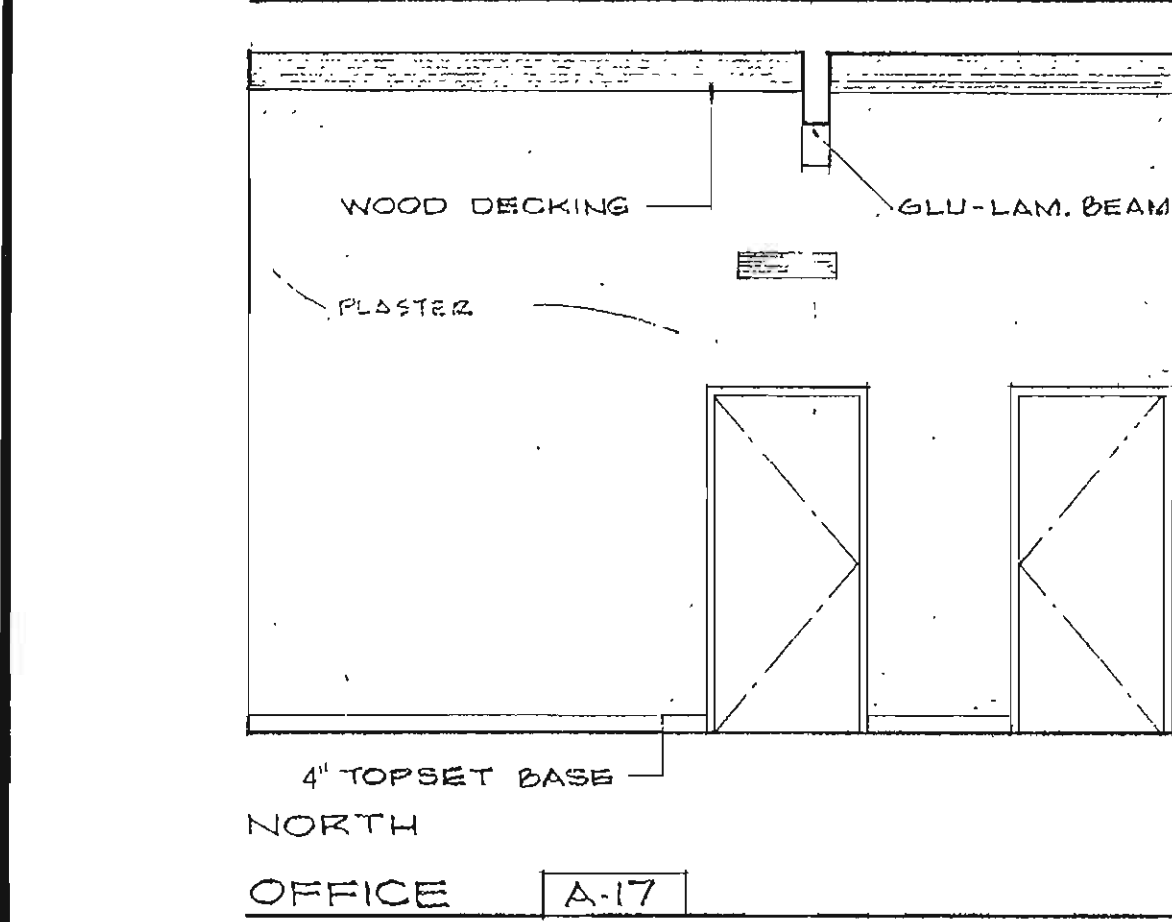 WOOD DECKING
GLU-LAM. BEAM
PLASTER
4" TOPSET BASE
NORTH
OFFICE A-17